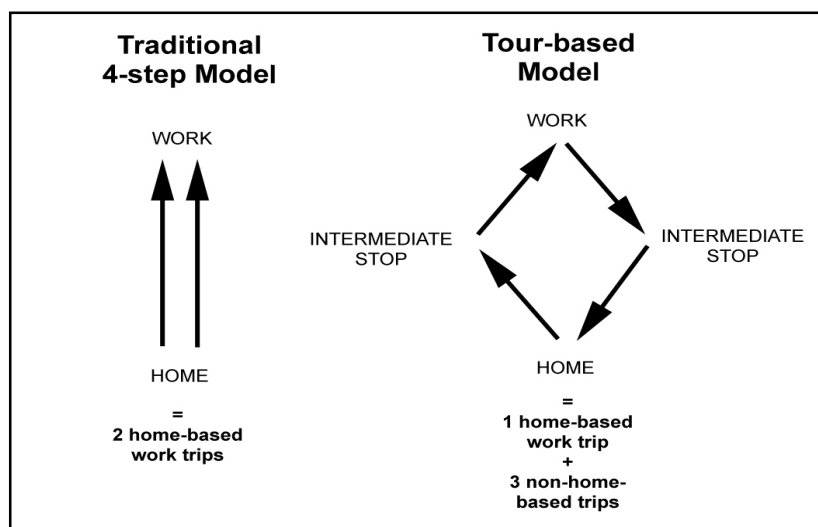 Traditional
4-step Model
WORK
HOME
=
2 home-based
work trips
Tour-based
Model
WORK
INTERMEDIATE
STOP
INTERMEDIATE
STOP
HOME
=
1 home-based
work trip
+
3 non-home-
based trips